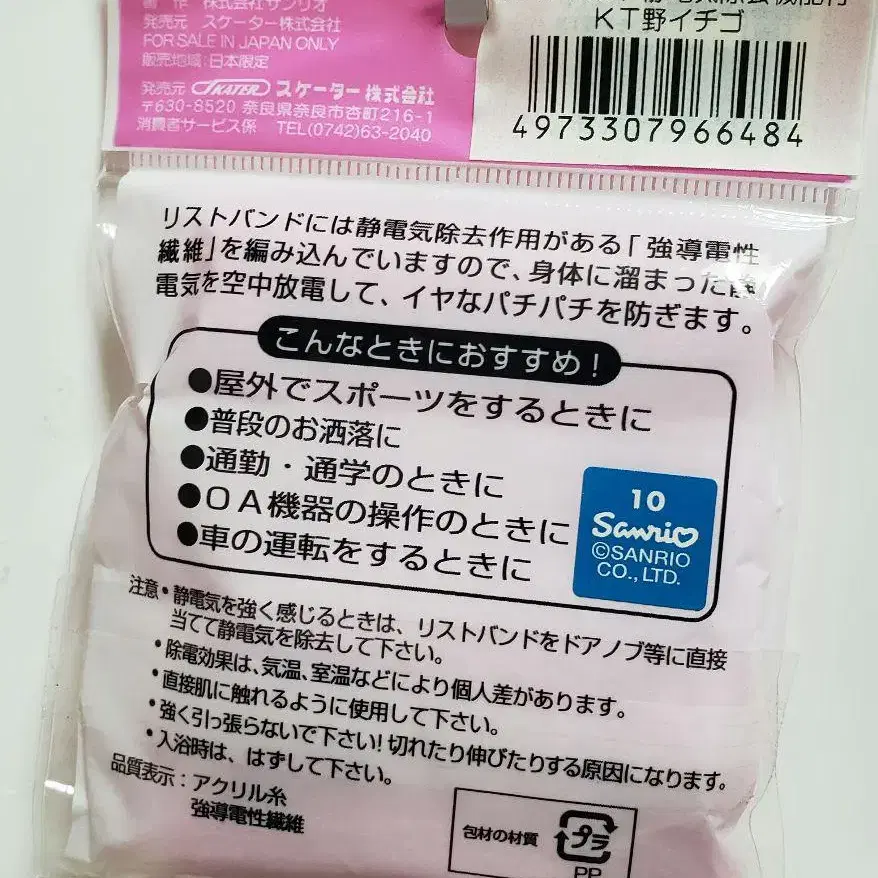 著 作 株式会社サンリオ
発売元 スケーター株式会社
FOR SALE IN JAPAN ONLY
販売地域：日本限定
発売元 SKATER スケーター株式会社
〒630-8520 奈良県奈良市杏町216-1
消費者サービス係 TEL(0742)63-2040
KT野イチゴ
4973307966484
リストバンドには静電気除去作用がある「強導電性
繊維」を編み込んでいますので、身体に溜まった静
電気を空中放電して、イヤなパチパチを防ぎます。
こんなときにおすすめ！
●屋外でスポーツをするときに
●普段のお洒落に
●通勤・通学のときに
●OA機器の操作のときに
●車の運転をするときに
10
Sanrio
©SANRIO
CO., LTD.
注意・静電気を強く感じるときは、リストバンドをドアノブ等に直接
当てて静電気を除去して下さい。
・除電効果は、気温、室温などにより個人差があります。
・直接肌に触れるように使用して下さい。
・強く引っ張らないで下さい！切れたり伸びたりする原因になります。
・入浴時は、はずして下さい。
品質表示：アクリル糸
強導電性繊維
包材の材質
プラ
PP